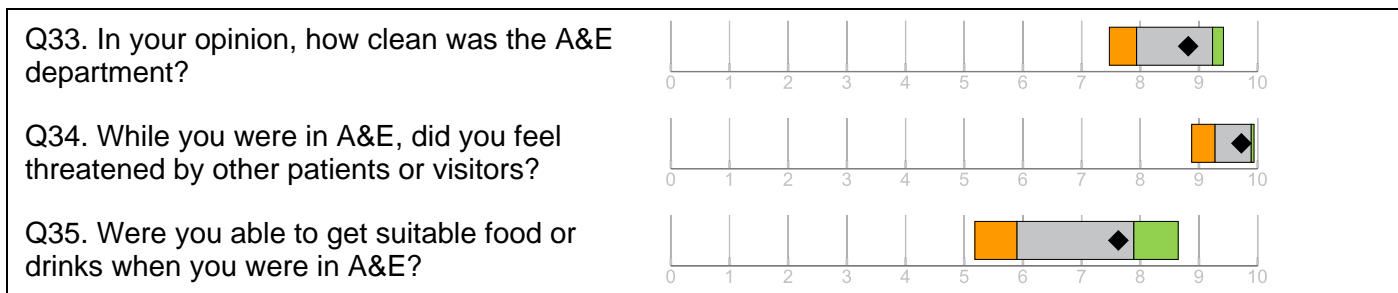 Q33. In your opinion, how clean was the A&E
department?
0 1 2 3 4 5 6 7 8 9 10
Q34. While you were in A&E, did you feel
threatened by other patients or visitors?
0 1 2 3 4 5 6 7 8 9 10
Q35. Were you able to get suitable food or
drinks when you were in A&E?
0 1 2 3 4 5 6 7 8 9 10